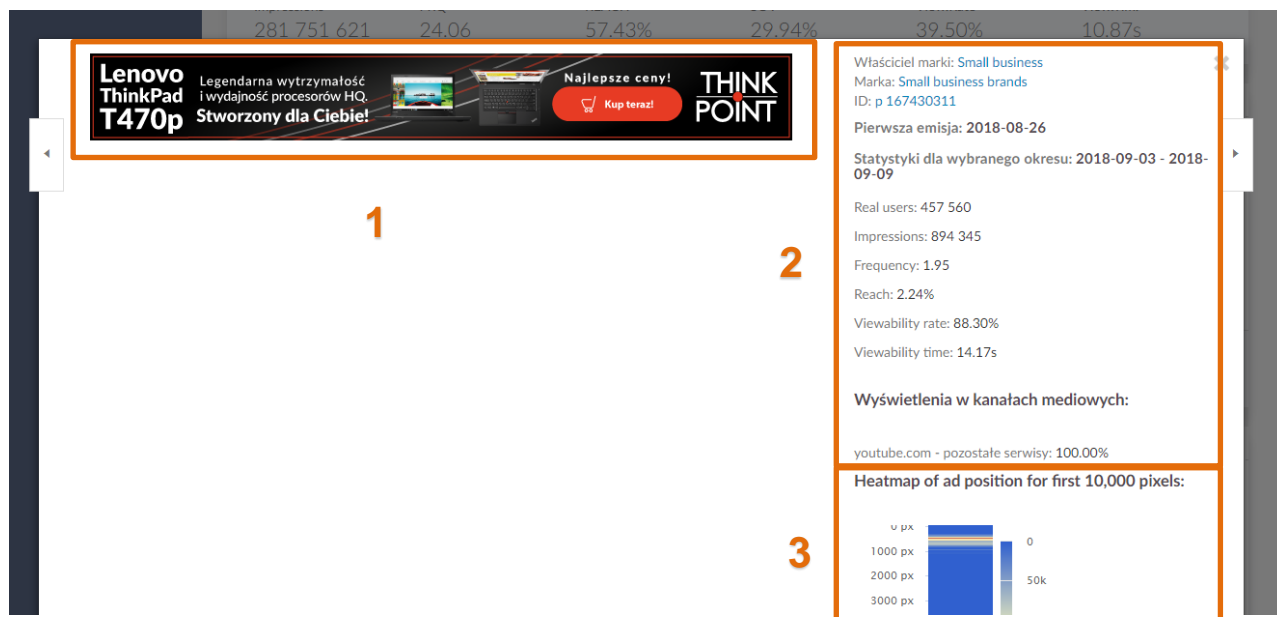 281 751 621 24.06 57.43% 29.94% 39.50% 10.87s
Lenovo
ThinkPad
T470p
Legendarna wytrzymałość
i wydajność procesorów HQ.
Stworzony dla Ciebie!
Najlepsze ceny!
Kup teraz!
THINK
POINT
1
Właściciel marki: Small business
Marka: Small business brands
ID: p 167430311
Pierwsza emisja: 2018-08-26
Statystyki dla wybranego okresu: 2018-09-03 - 2018-
09-09
Real users: 457 560
Impressions: 894 345
Frequency: 1.95
Reach: 2.24%
Viewability rate: 88.30%
Viewability time: 14.17s
2
Wyświetlenia w kanałach mediowych:
youtube.com - pozostałe serwisy: 100.00%
Heatmap of ad position for first 10,000 pixels:
3
0 px
1000 px
2000 px
3000 px
0
50k